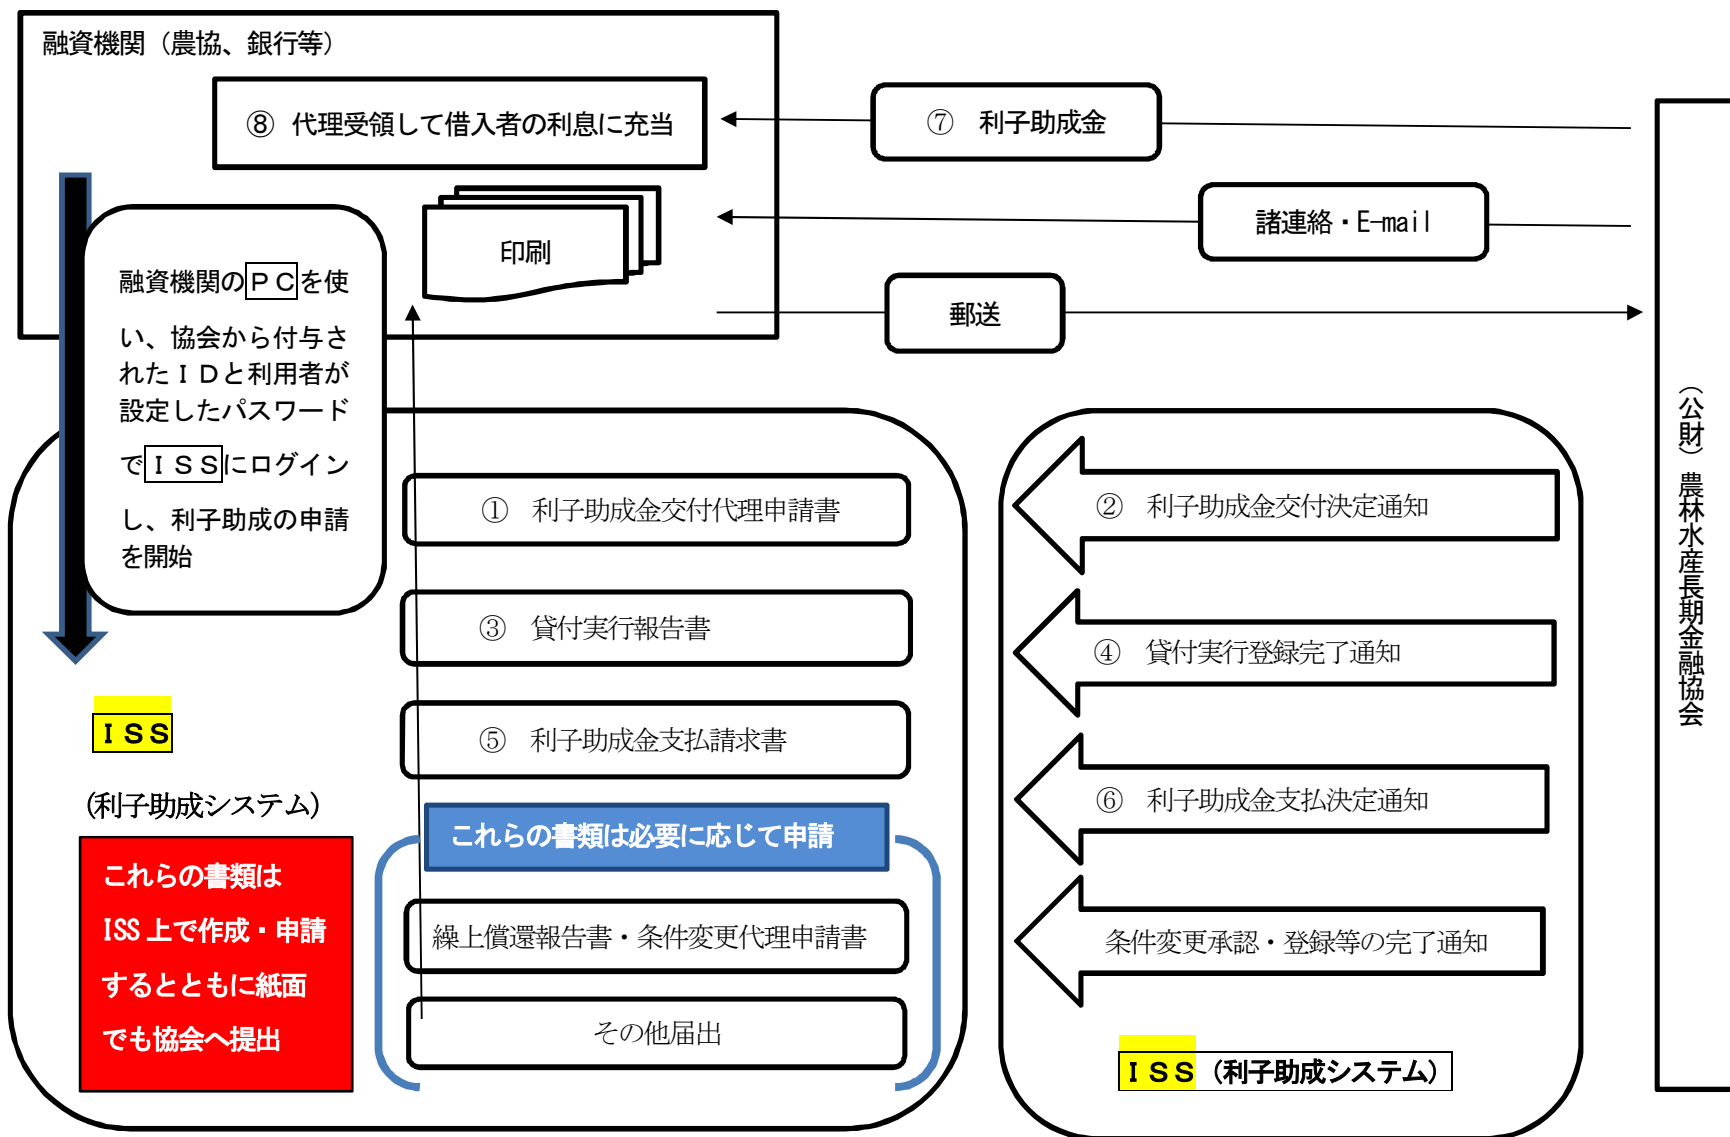 融資機関（農協、銀行等）
⑧　代理受領して借入者の利息に充当
⑦　利子助成金
諸連絡・E-mail
印刷
郵送
融資機関のＰＣを使
い、協会から付与さ
れたＩＤと利用者が
設定したパスワード
でＩＳＳにログイン
し、利子助成の申請
を開始
（公財）農林水産長期金融協会
①　利子助成金交付代理申請書
③　貸付実行報告書
⑤　利子助成金支払請求書
ＩＳＳ
(利子助成システム)
これらの書類は必要に応じて申請
これらの書類は
ISS 上で作成・申請
するとともに紙面
でも協会へ提出
繰上償還報告書・条件変更代理申請書
その他届出
②　利子助成金交付決定通知
④　貸付実行登録完了通知
⑥　利子助成金支払決定通知
条件変更承認・登録等の完了通知
ＩＳＳ（利子助成システム）